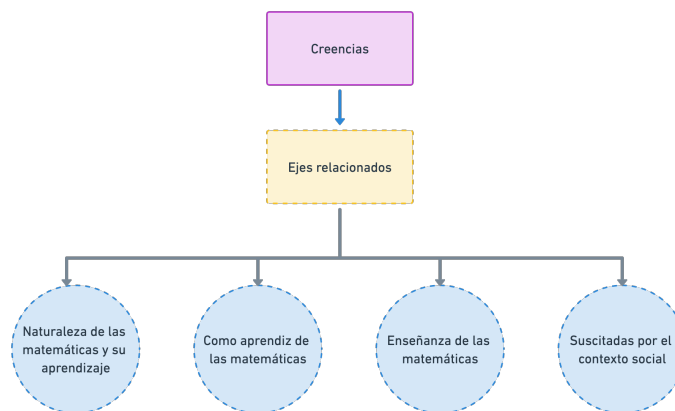 Creencias
Ejes relacionados
Naturaleza de las
matemáticas y su
aprendizaje
Como aprendiz de
las matemáticas
Enseñanza de las
matemáticas
Suscitadas por el
contexto social